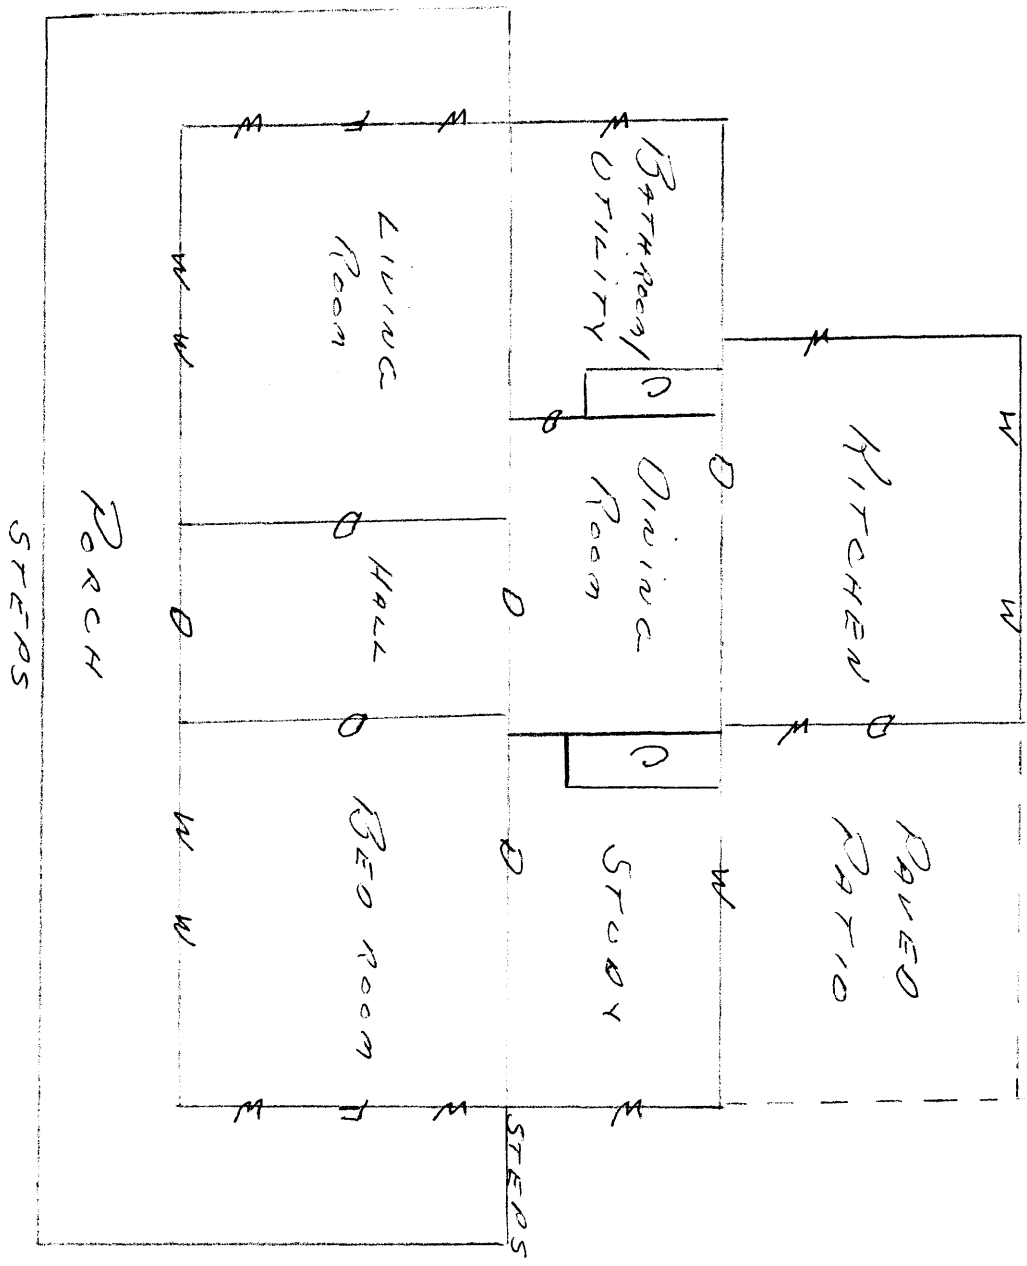 W W
KITCHEN
PAVED
PATIO
D
W
W
D
W
BATHROOM/
UTILITY
C
DINING
ROOM
C
STUDY
W
W
D
D
D
STEPS
W
W
LIVING
ROOM
HALL
BED ROOM
F
D
D
F
W
W
W W
D
W W
PORCH
STEPS